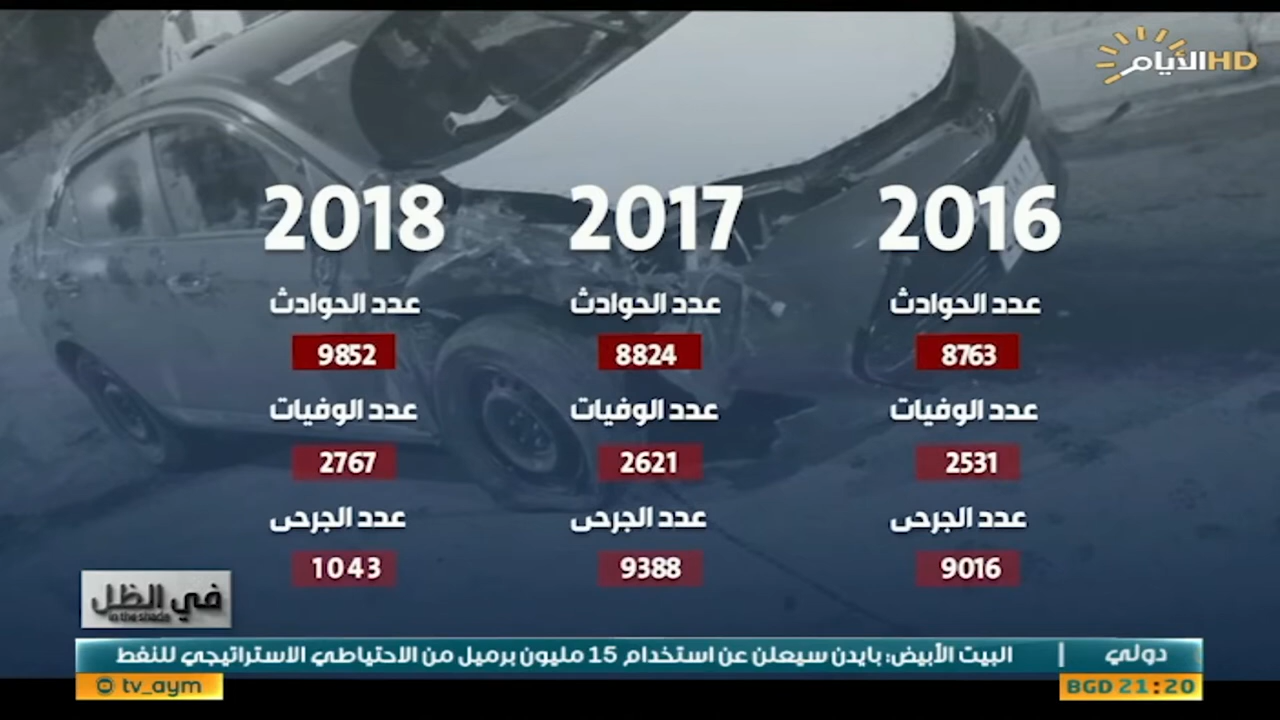 الأيام HD
2016
عدد الحوادث
8763
عدد الوفيات
2531
عدد الجرحى
9016
2017
عدد الحوادث
8824
عدد الوفيات
2621
عدد الجرحى
9388
2018
عدد الحوادث
9852
عدد الوفيات
2767
عدد الجرحى
1043
في الظل
in the shade
دولي | البيت الأبيض: بايدن سيعلن عن استخدام 15 مليون برميل من الاحتياطي الاستراتيجي للنفط
BGD 21:20
tv_aym